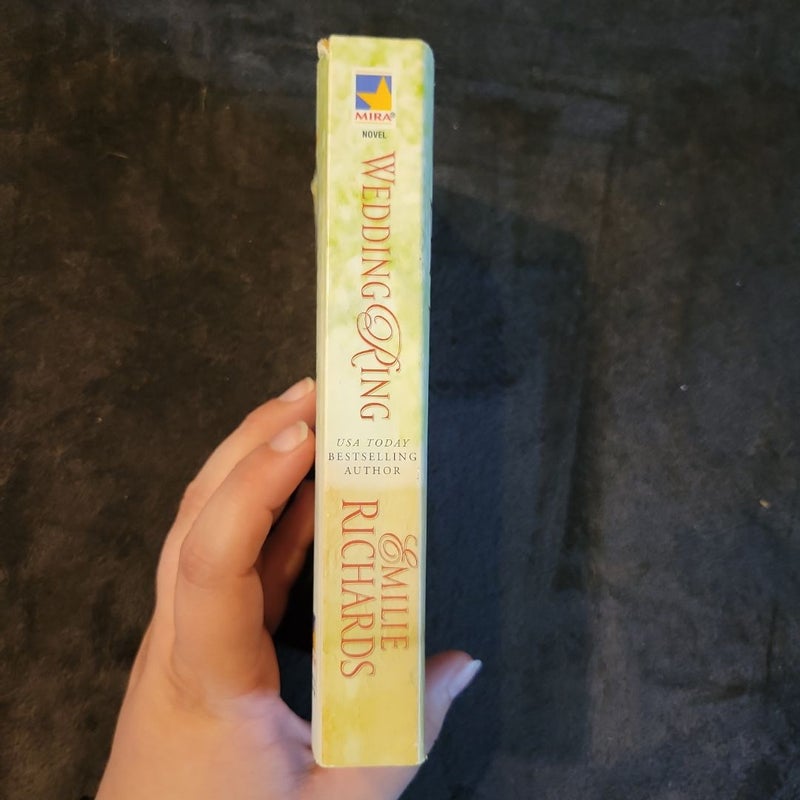 MIRA®
NOVEL
WEDDING RING
USA TODAY
BESTSELLING
AUTHOR
EMILIE
RICHARDS